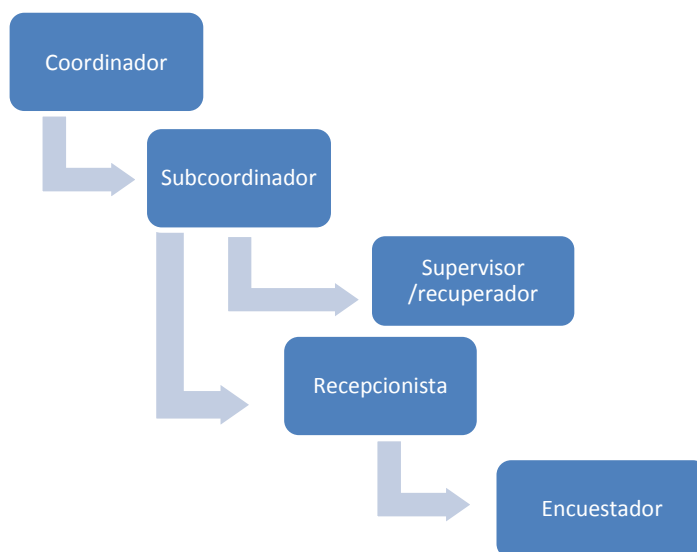 Coordinador
Subcoordinador
Supervisor
/recuperador
Recepcionista
Encuestador